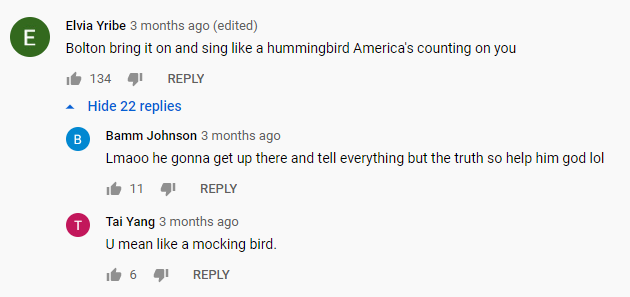 E
Elvia Yribe 3 months ago (edited)
Bolton bring it on and sing like a hummingbird America's counting on you
134 REPLY
Hide 22 replies
B
Bamm Johnson 3 months ago
Lmaoo he gonna get up there and tell everything but the truth so help him god lol
11 REPLY
T
Tai Yang 3 months ago
U mean like a mocking bird.
6 REPLY